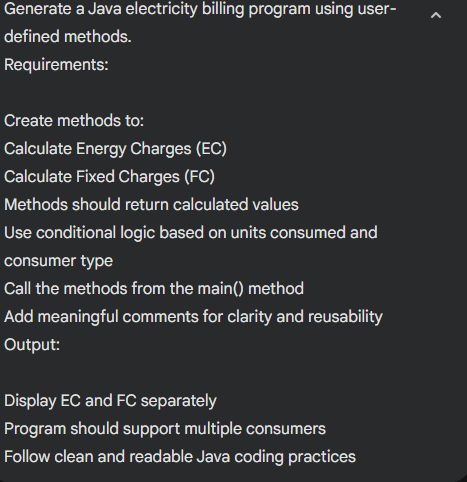 Generate a Java electricity billing program using user-
defined methods.
Requirements:
Create methods to:
Calculate Energy Charges (EC)
Calculate Fixed Charges (FC)
Methods should return calculated values
Use conditional logic based on units consumed and
consumer type
Call the methods from the main() method
Add meaningful comments for clarity and reusability
Output:
Display EC and FC separately
Program should support multiple consumers
Follow clean and readable Java coding practices